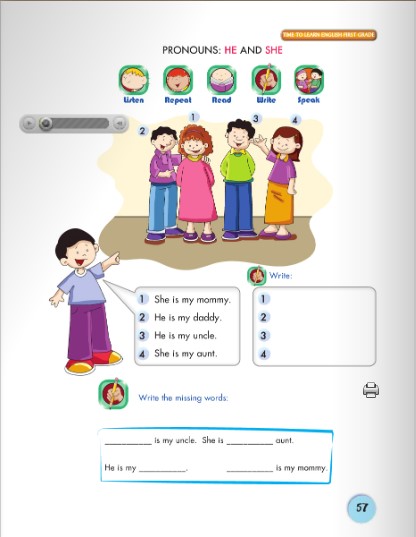 TIME TO LEARN ENGLISH FIRST GRADE
PRONOUNS: HE AND SHE
Listen Repeat Read Write Speak
1
2
3
4
1 She is my mommy.
2 He is my daddy.
3 He is my uncle.
4 She is my aunt.
Write:
1
2
3
4
Write the missing words:
__________ is my uncle. She is __________ aunt.
He is my __________. __________ is my mommy.
57